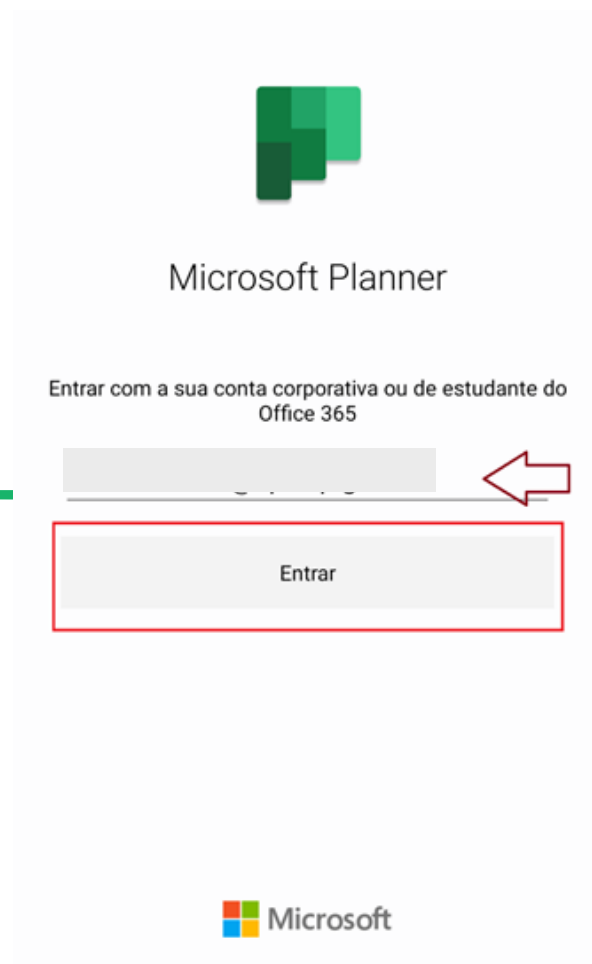 Microsoft Planner
Entrar com a sua conta corporativa ou de estudante do
Office 365
Entrar
Microsoft